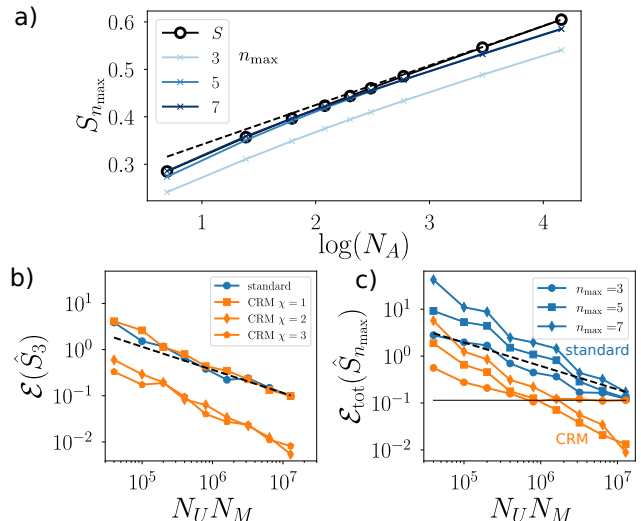 a)
0.6
0.5
0.4
0.3
S_{n_max}
S
3
5
7
n_max
1
2
3
4
log(N_A)
b)
10^1
10^0
10^{-1}
10^{-2}
ℰ(Ŝ_3)
standard
CRM χ = 1
CRM χ = 2
CRM χ = 3
10^5
10^6
10^7
N_U N_M
c)
10^1
10^0
10^{-1}
10^{-2}
ℰ_tot(Ŝ_{n_max})
n_max =3
n_max =5
n_max =7
standard
CRM
10^5
10^6
10^7
N_U N_M